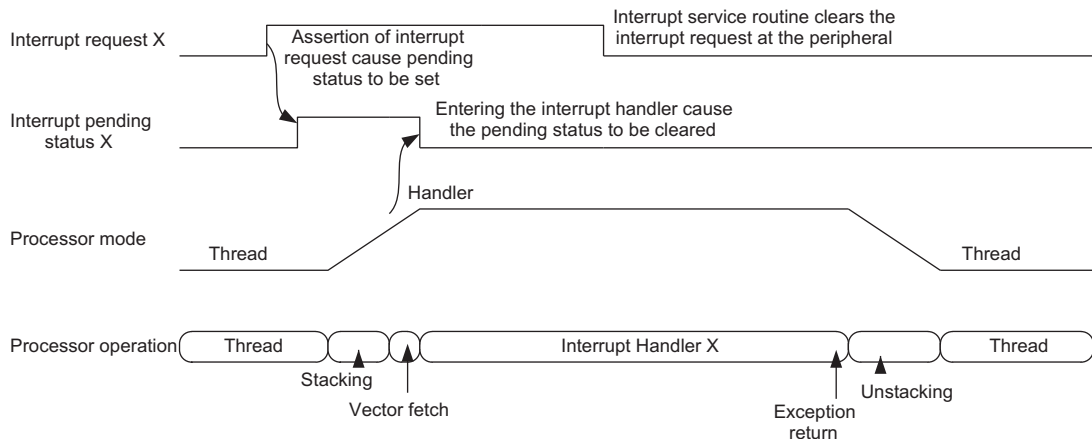 Interrupt request X
Assertion of interrupt
request cause pending
status to be set
Interrupt service routine clears the
interrupt request at the peripheral
Interrupt pending
status X
Entering the interrupt handler cause
the pending status to be cleared
Handler
Processor mode
Thread
Thread
Processor operation
Thread
Interrupt Handler X
Thread
Stacking
Vector fetch
Exception
return
Unstacking